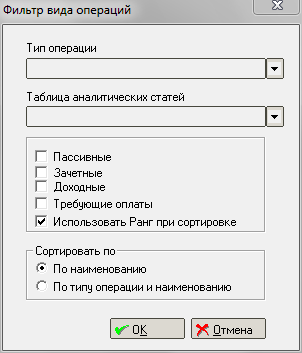 Фильтр вида операций
Тип операции
Таблица аналитических статей
Пассивные
Зачетные
Доходные
Требующие оплаты
Использовать Ранг при сортировке
Сортировать по
По наименованию
По типу операции и наименованию
OK
Отмена